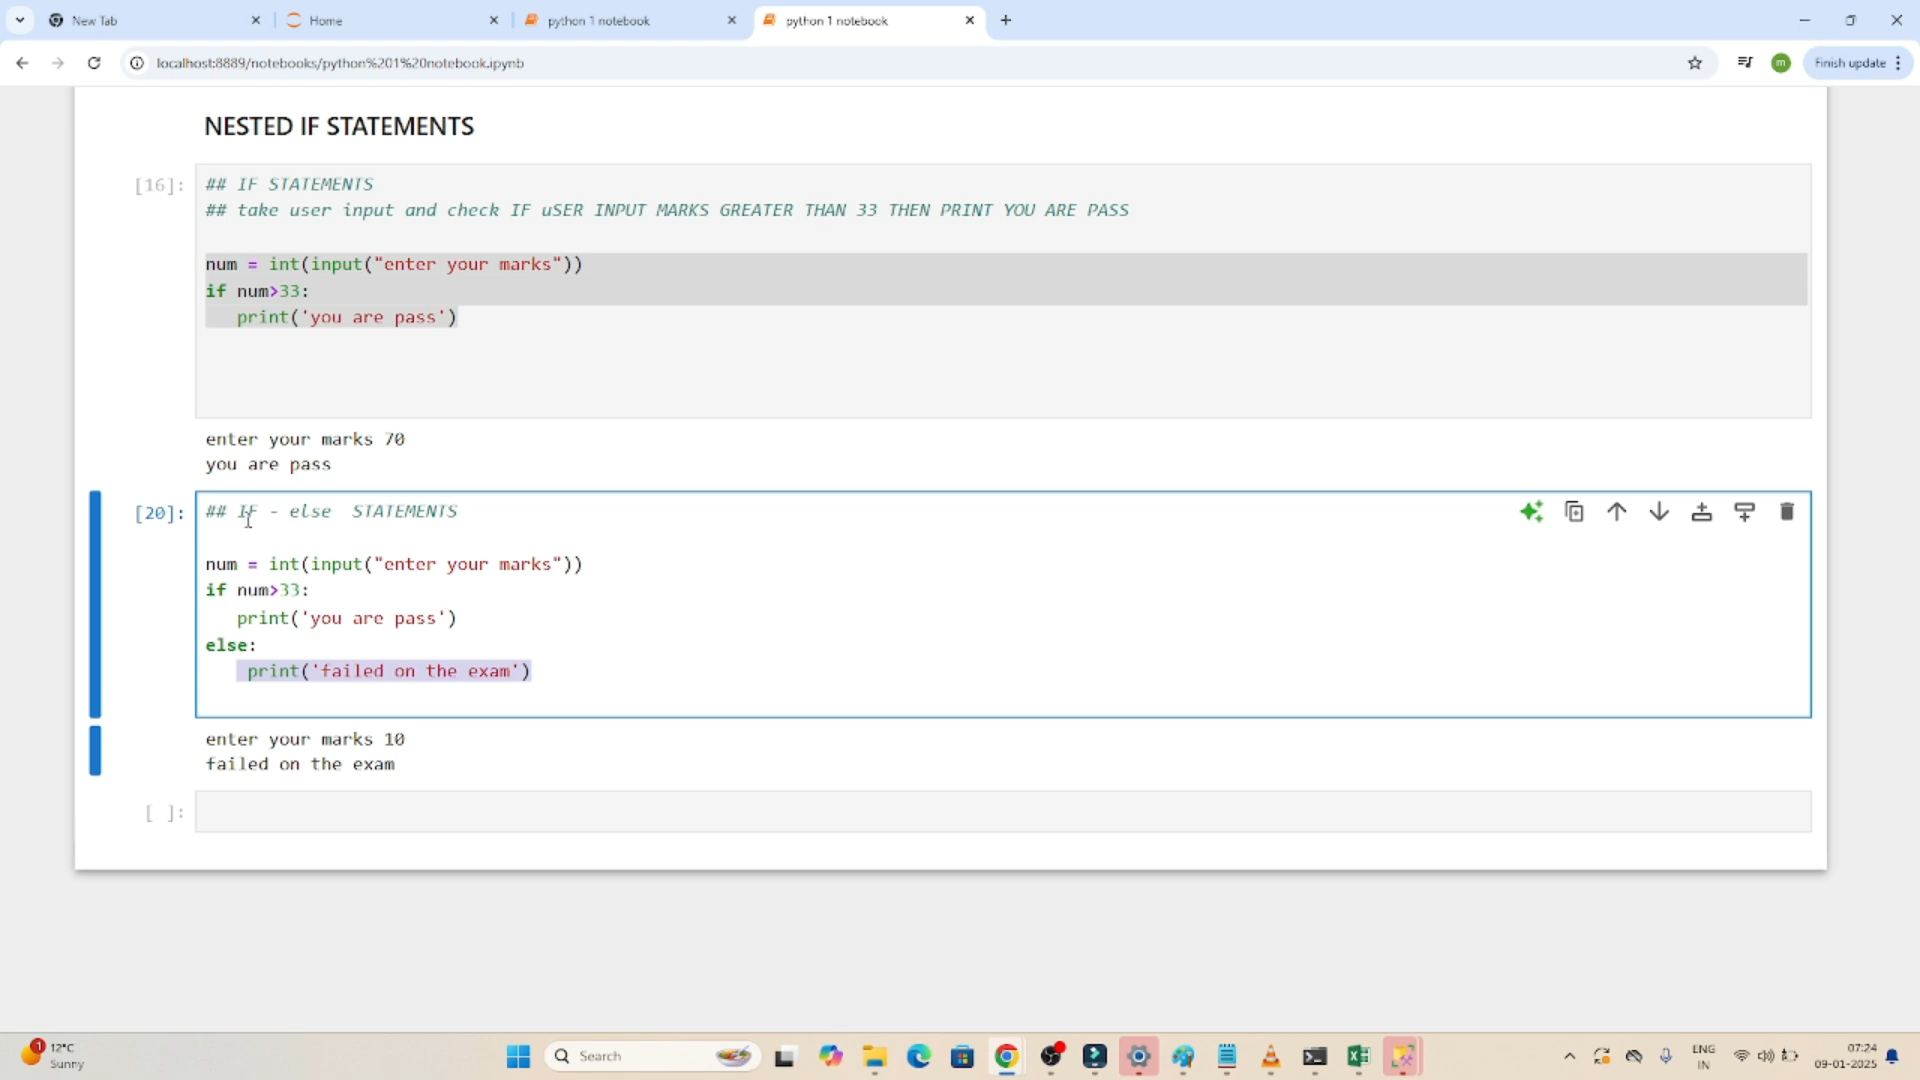 New Tab
Home
python 1 notebook
python 1 notebook
localhost:8889/notebooks/python%201%20notebook.ipynb
m
Finish update
NESTED IF STATEMENTS
[16]:
## IF STATEMENTS
## take user input and check IF uSER INPUT MARKS GREATER THAN 33 THEN PRINT YOU ARE PASS
num = int(input("enter your marks"))
if num>33:
print('you are pass')
enter your marks 70
you are pass
[20]:
## IF - else  STATEMENTS
num = int(input("enter your marks"))
if num>33:
print('you are pass')
else:
print('failed on the exam')
enter your marks 10
failed on the exam
[ ]:
1
12°C
Sunny
Search
ENG
IN
07:24
09-01-2025